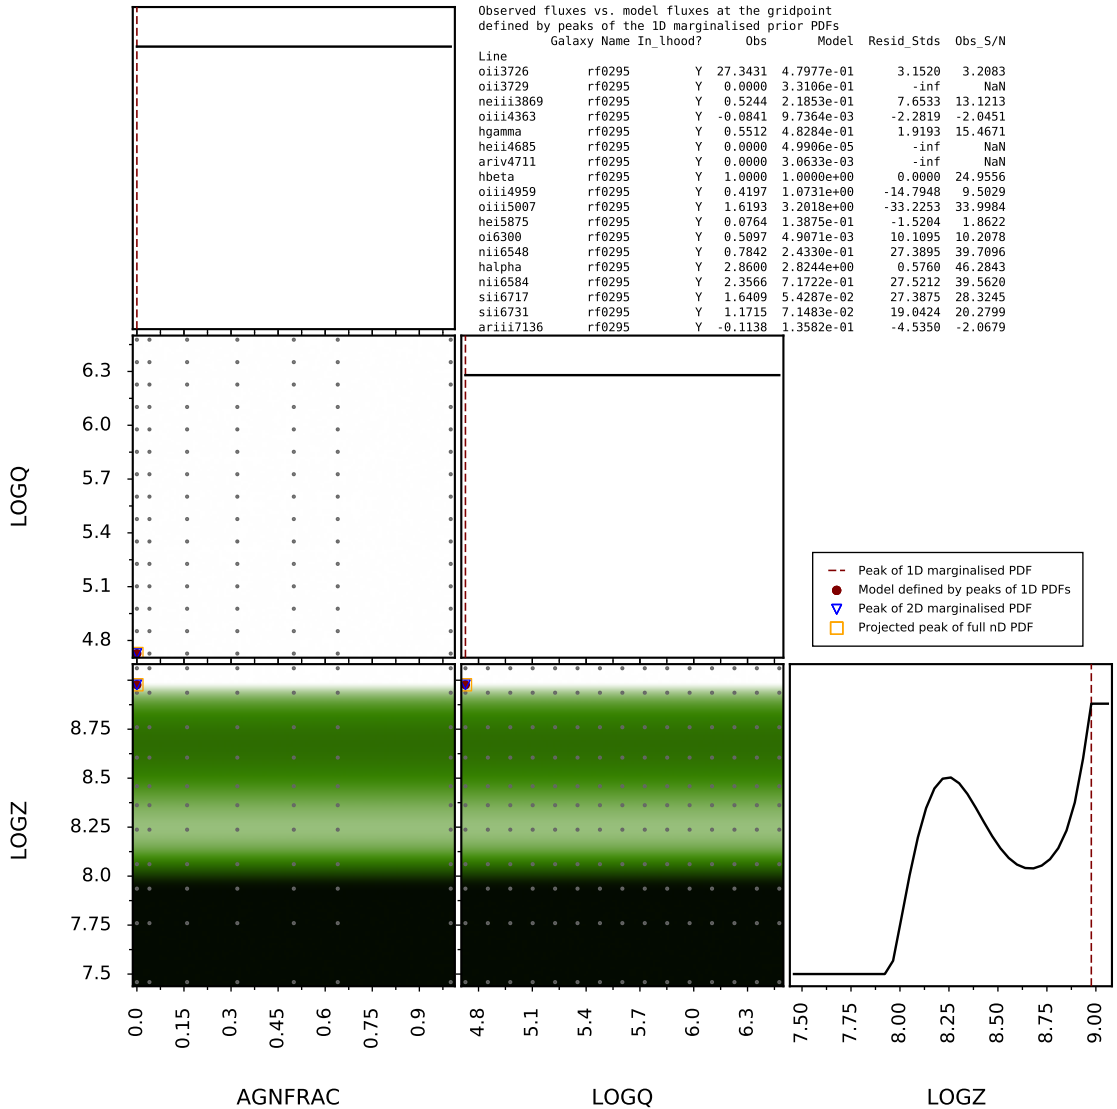 Observed fluxes vs. model fluxes at the gridpoint
defined by peaks of the 1D marginalised prior PDFs
Galaxy Name In_lhood? Obs Model Resid_Stds Obs_S/N
Line
oii3726 rf0295 Y 27.3431 4.7977e-01 3.1520 3.2083
oii3729 rf0295 Y 0.0000 3.3106e-01 -inf NaN
neiii3869 rf0295 Y 0.5244 2.1853e-01 7.6533 13.1213
oiii4363 rf0295 Y -0.0841 9.7364e-03 -2.2819 -2.0451
hgamma rf0295 Y 0.5512 4.8284e-01 1.9193 15.4671
heii4685 rf0295 Y 0.0000 4.9906e-05 -inf NaN
ariv4711 rf0295 Y 0.0000 3.0633e-03 -inf NaN
hbeta rf0295 Y 1.0000 1.0000e+00 0.0000 24.9556
oiii4959 rf0295 Y 0.4197 1.0731e+00 -14.7948 9.5029
oiii5007 rf0295 Y 1.6193 3.2018e+00 -33.2253 33.9984
hei5875 rf0295 Y 0.0764 1.3875e-01 -1.5204 1.8622
oi6300 rf0295 Y 0.5097 4.9071e-03 10.1095 10.2078
nii6548 rf0295 Y 0.7842 2.4330e-01 27.3895 39.7096
halpha rf0295 Y 2.8600 2.8244e+00 0.5760 46.2843
nii6584 rf0295 Y 2.3566 7.1722e-01 27.5212 39.5620
sii6717 rf0295 Y 1.6409 5.4287e-02 27.3875 28.3245
sii6731 rf0295 Y 1.1715 7.1483e-02 19.0424 20.2799
ariii7136 rf0295 Y -0.1138 1.3582e-01 -4.5350 -2.0679
LOGQ
6.3
6.0
5.7
5.4
5.1
4.8
Peak of 1D marginalised PDF
Model defined by peaks of 1D PDFs
Peak of 2D marginalised PDF
Projected peak of full nD PDF
LOGZ
8.75
8.5
8.25
8.0
7.75
7.5
0.0 0.15 0.3 0.45 0.6 0.75 0.9
4.8 5.1 5.4 5.7 6.0 6.3
7.50 7.75 8.00 8.25 8.50 8.75 9.00
AGNFRAC LOGQ LOGZ